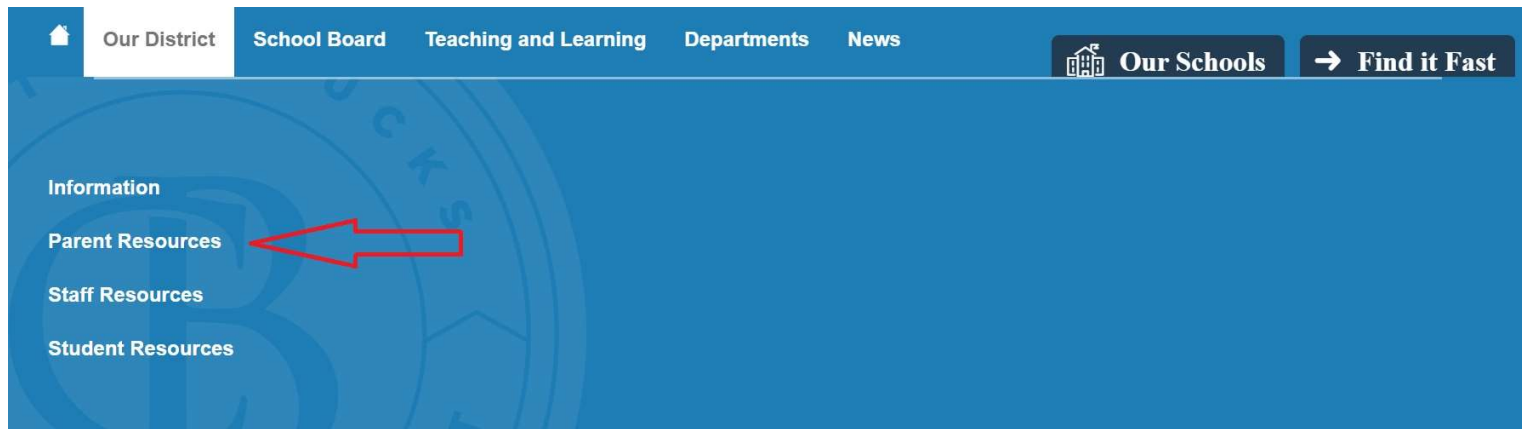 Our District School Board Teaching and Learning Departments News
Our Schools Find it Fast
UCKS
Information
Parent Resources
Staff Resources
Student Resources